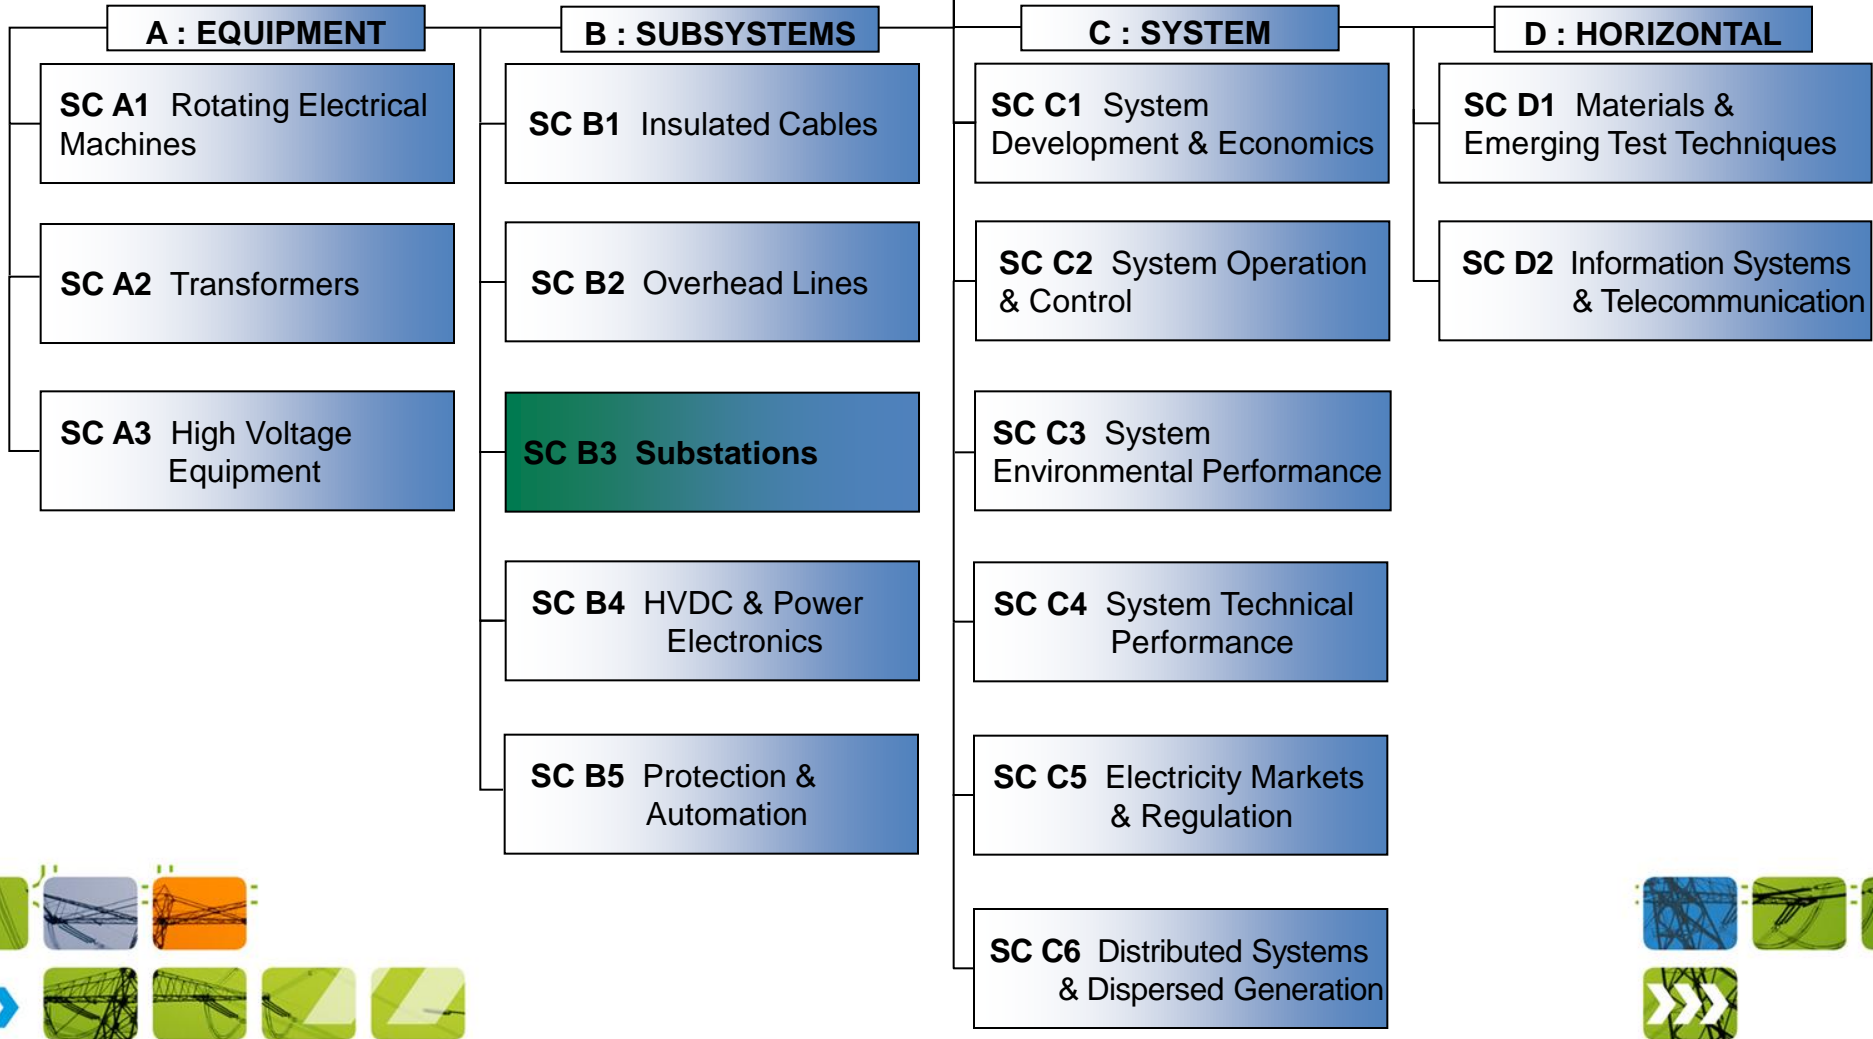 A : EQUIPMENT
SC A1 Rotating Electrical
Machines
SC A2 Transformers
SC A3 High Voltage
Equipment
B : SUBSYSTEMS
SC B1 Insulated Cables
SC B2 Overhead Lines
SC B3 Substations
SC B4 HVDC & Power
Electronics
SC B5 Protection &
Automation
C : SYSTEM
SC C1 System
Development & Economics
SC C2 System Operation
& Control
SC C3 System
Environmental Performance
SC C4 System Technical
Performance
SC C5 Electricity Markets
& Regulation
SC C6 Distributed Systems
& Dispersed Generation
D : HORIZONTAL
SC D1 Materials &
Emerging Test Techniques
SC D2 Information Systems
& Telecommunication